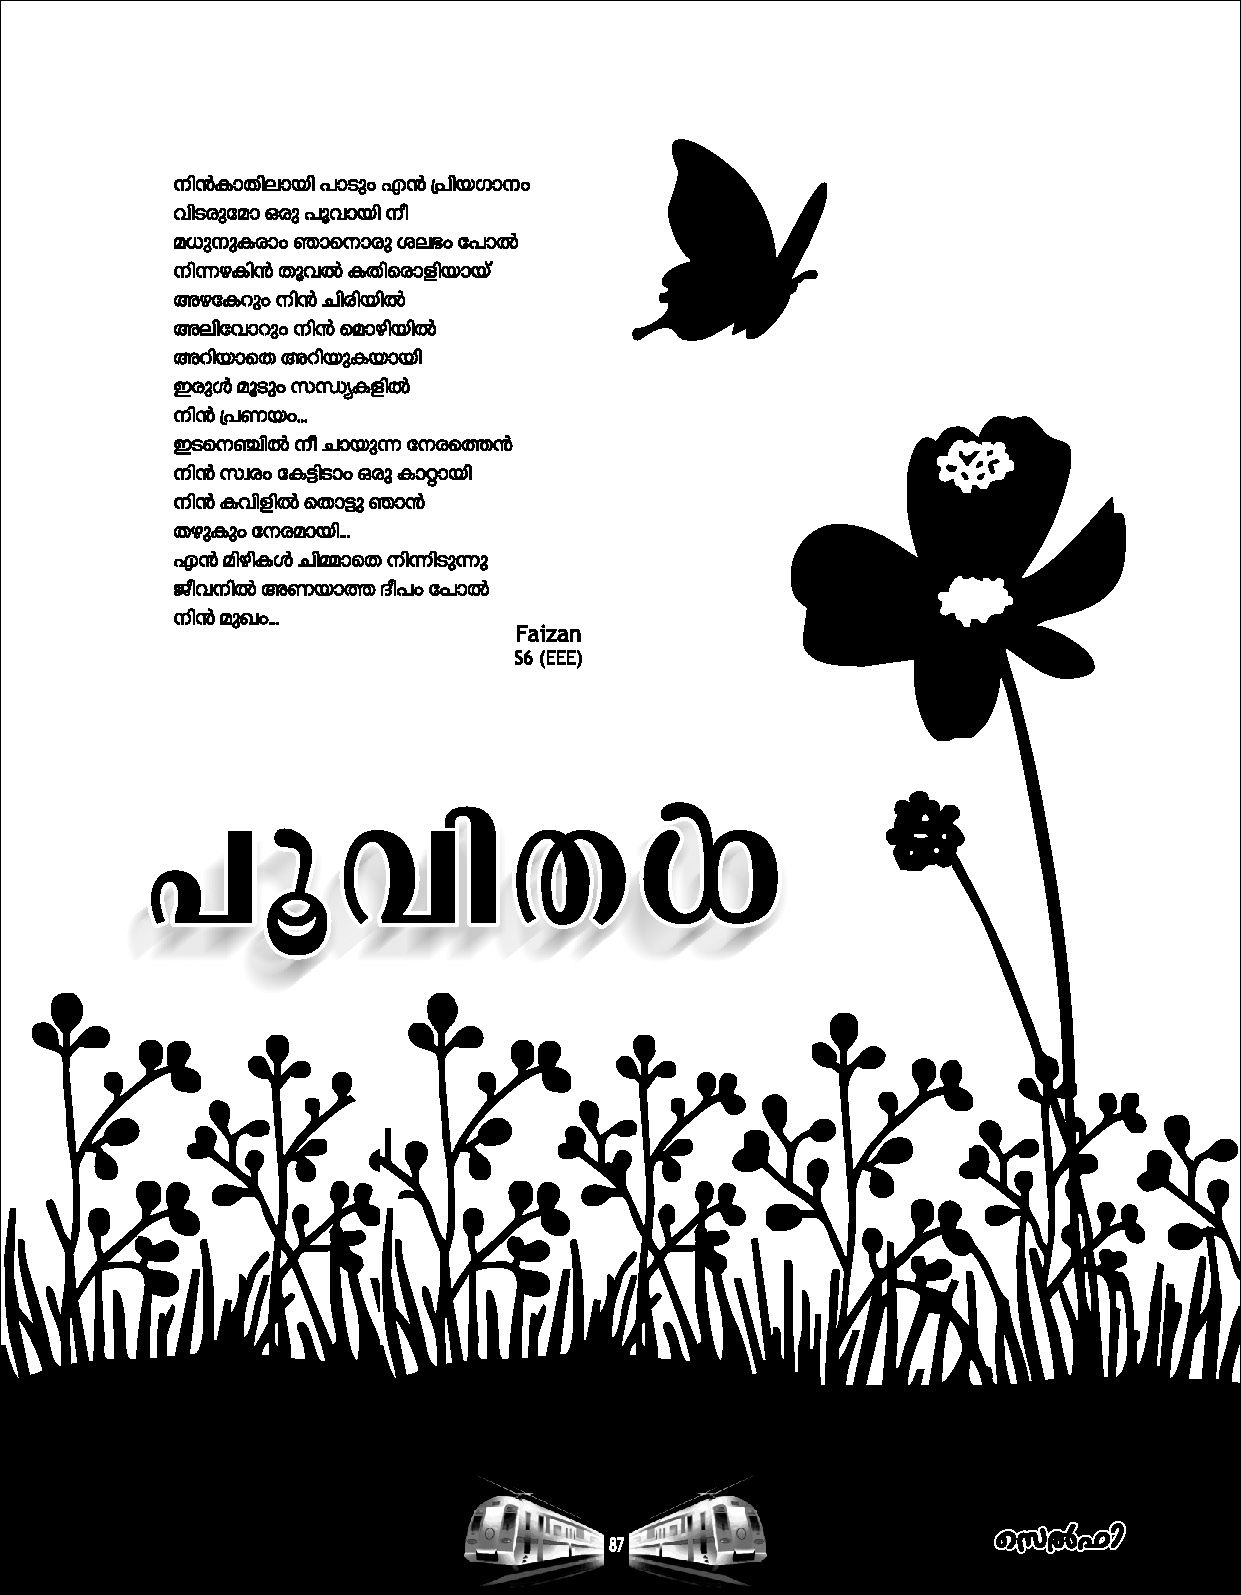 നിൻകാതിലായി പാടും എൻ പ്രിയഗാനം
വിടരുമോ ഒരു പൂവായി നീ
മധുനുകരാം ഞാനൊരു ശലഭം പോൽ
നിന്നഴകിൻ തൂവൽ കതിരൊളിയായ്
അഴകേറും നിൻ ചിരിയിൽ
അലിവോറും നിൻ മൊഴിയിൽ
അറിയാതെ അറിയുകയായി
ഇരുൾ മൂടും സന്ധ്യകളിൽ
നിൻ പ്രണയം...
ഇടനെഞ്ചിൽ നീ ചായുന്ന നേരത്തെൻ
നിൻ സ്വരം കേട്ടിടാം ഒരു കാറ്റായി
നിൻ കവിളിൽ തൊട്ടു ഞാൻ
തഴുകും നേരമായി...
എൻ മിഴികൾ ചിമ്മാതെ നിന്നിടുന്നു
ജീവനിൽ അണയാത്ത ദീപം പോൽ
നിൻ മുഖം...
Faizan
S6 (EEE)
പൂവിതൾ
87
സെൽഫി